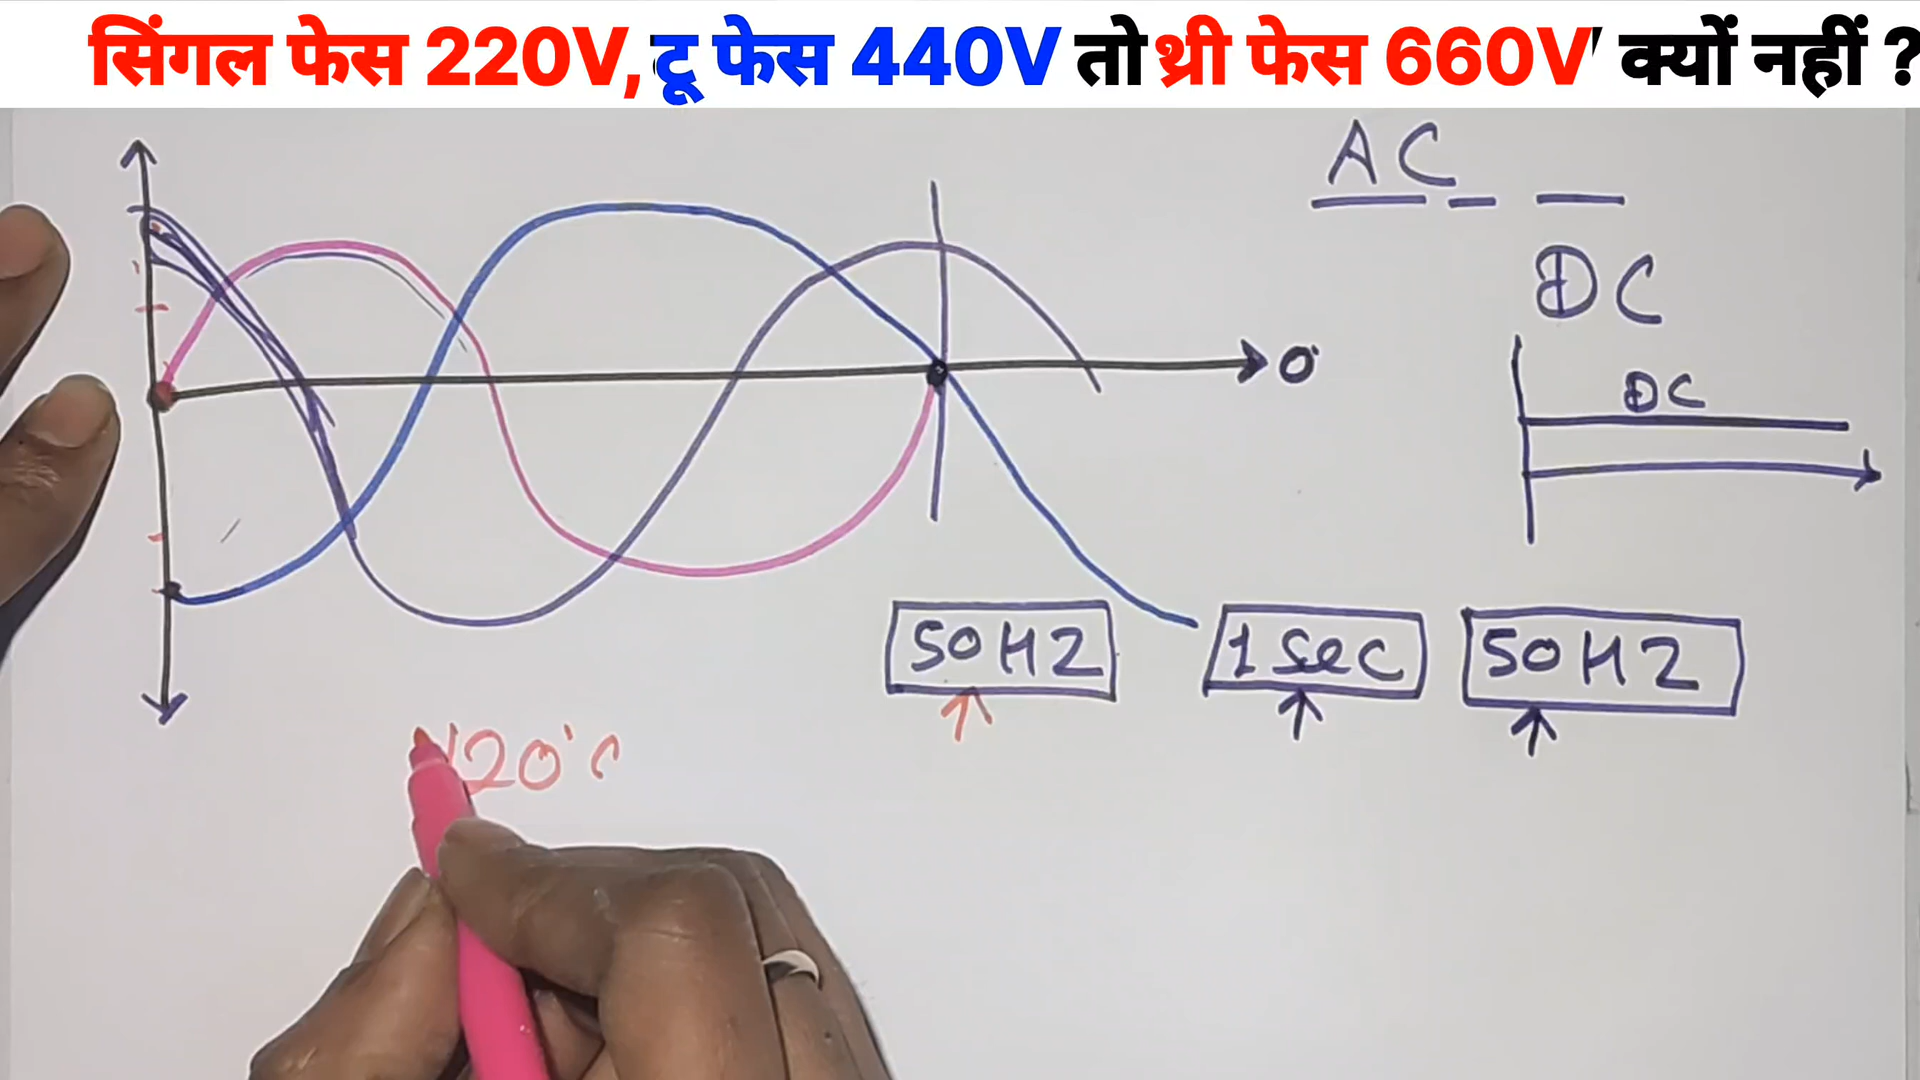 सिंगल फेस 220V, टू फेस 440V तो थ्री फेस 660V' क्यों नहीं ?
AC
DC
DC
0°
50HZ
1 Sec
50HZ
120°